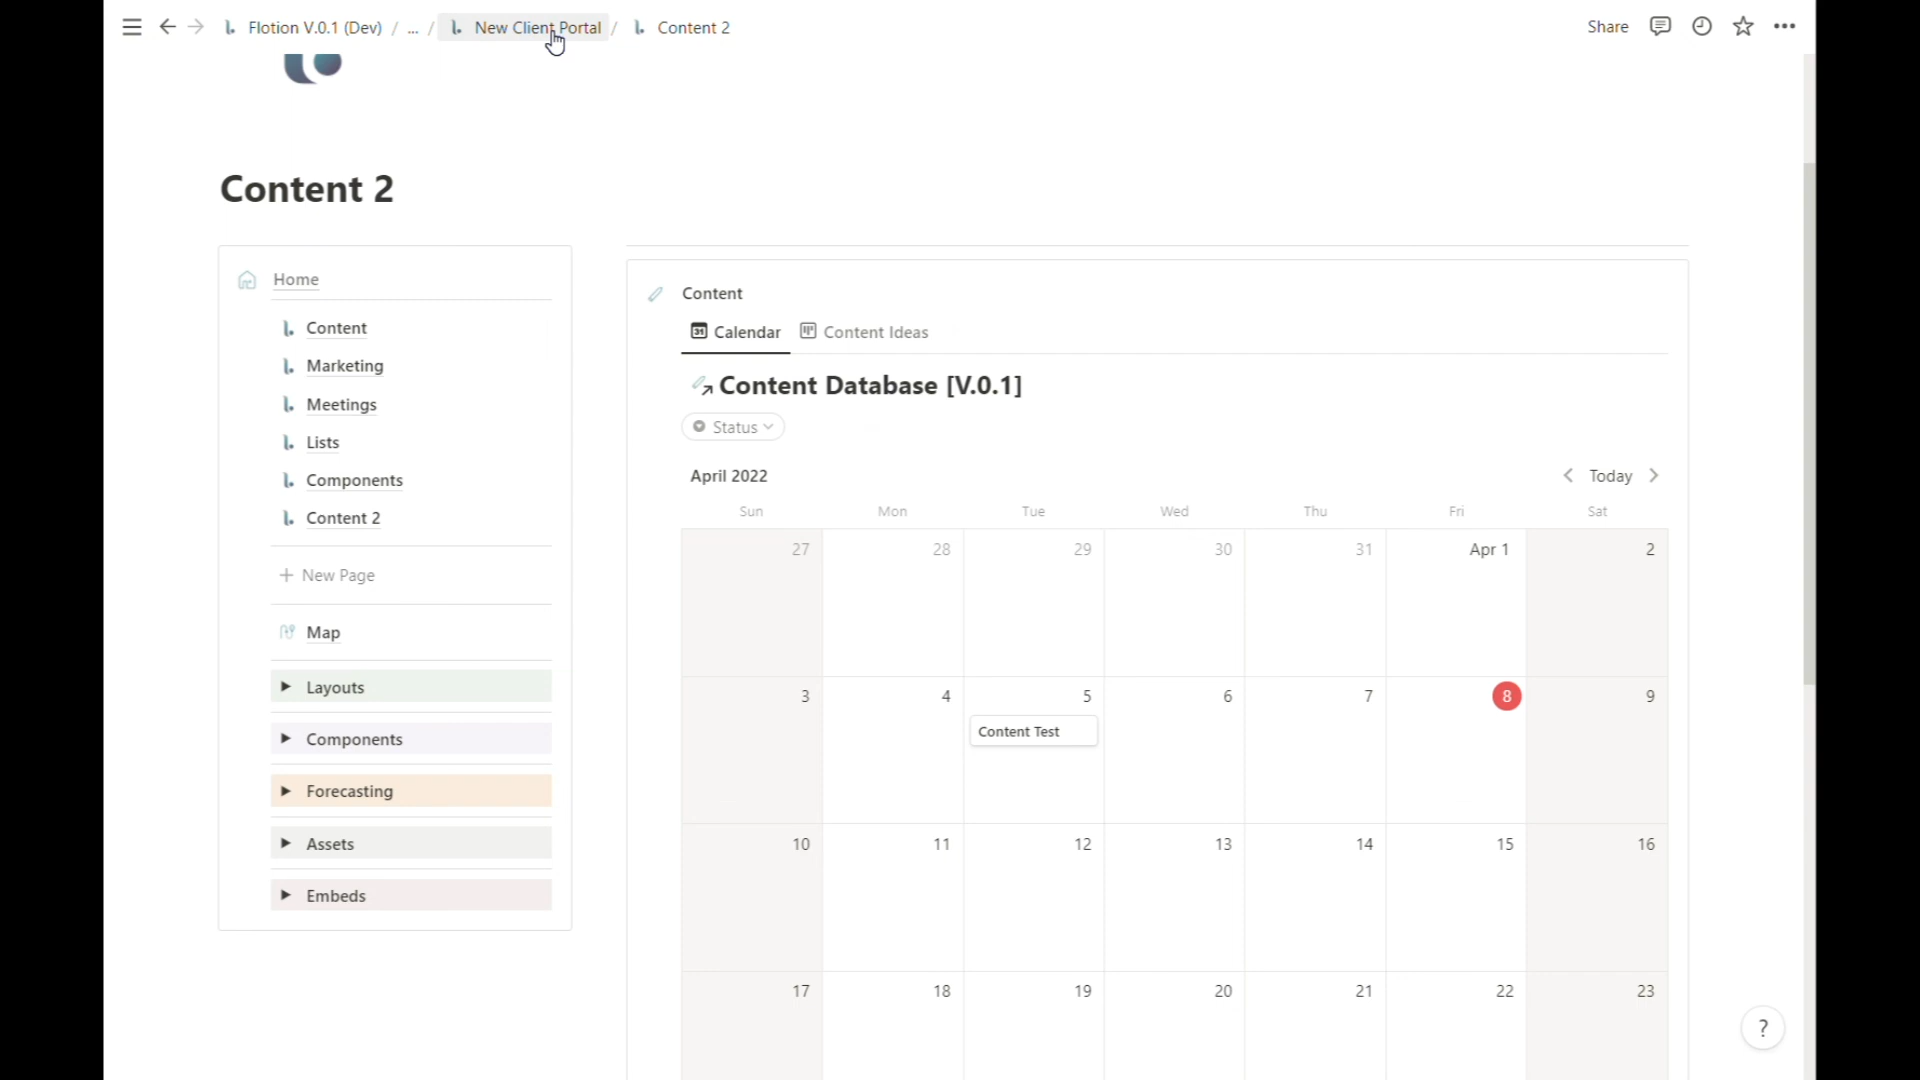 Flotion V.0.1 (Dev) / ... / New Client Portal / Content 2
Share
Content 2
Home
Content
Marketing
Meetings
Lists
Components
Content 2
New Page
Map
Layouts
Components
Forecasting
Assets
Embeds
Content
31 Calendar Content Ideas
Content Database [V.0.1]
Status
April 2022
Today
Sun Mon Tue Wed Thu Fri Sat
27 28 29 30 31 Apr 1 2
3 4 5 6 7 8 9
Content Test
10 11 12 13 14 15 16
17 18 19 20 21 22 23
?